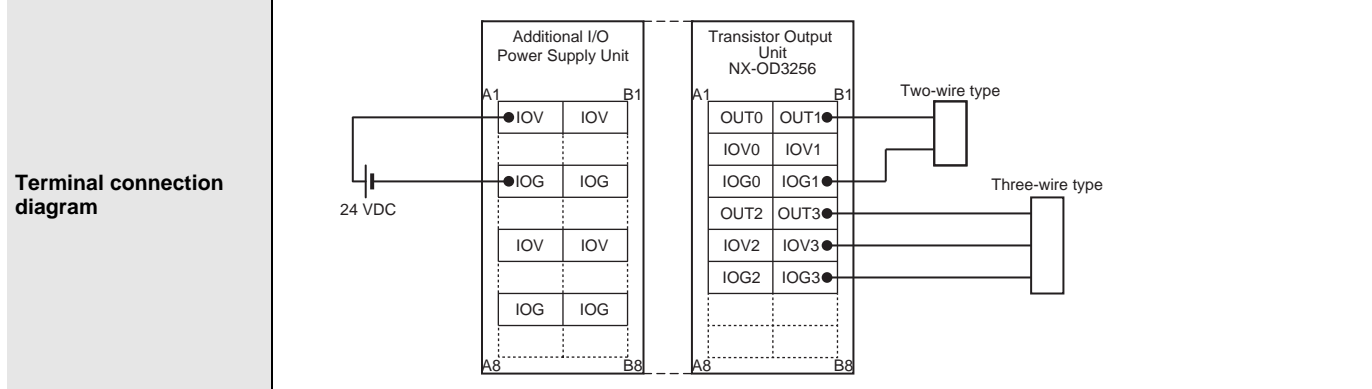 Terminal connection
diagram
Additional I/O
Power Supply Unit
A1
B1
IOV IOV
IOG IOG
IOV IOV
IOG IOG
A8
B8
24 VDC
Transistor Output
Unit
NX-OD3256
A1
B1
OUT0 OUT1
IOV0 IOV1
IOG0 IOG1
OUT2 OUT3
IOV2 IOV3
IOG2 IOG3
A8
B8
Two-wire type
Three-wire type